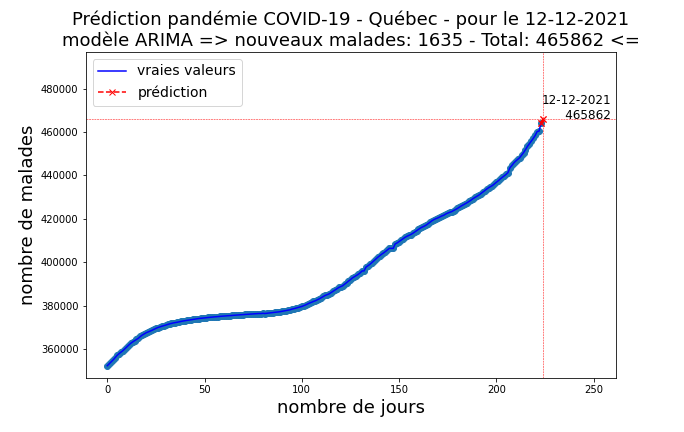 Prédiction pandémie COVID-19 - Québec - pour le 12-12-2021
modèle ARIMA => nouveaux malades: 1635 - Total: 465862 <=
vraies valeurs
prédiction
12-12-2021
465862
nombre de malades
480000
460000
440000
420000
400000
380000
360000
0 50 100 150 200 250
nombre de jours